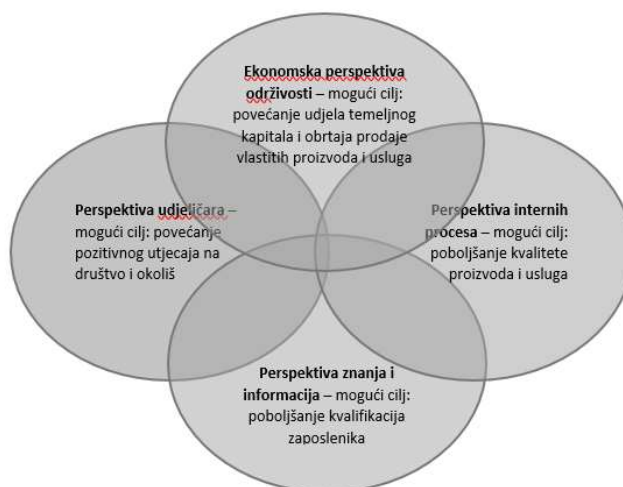 Ekonomska perspektiva
održivosti – mogući cilj:
povećanje udjela temeljnog
kapitala i obrtaja prodaje
vlastitih proizvoda i usluga
Perspektiva udjeličara –
mogući cilj: povećanje
pozitivnog utjecaja na
društvo i okoliš
Perspektiva internih
procesa – mogući cilj:
poboljšanje kvalitete
proizvoda i usluga
Perspektiva znanja i
informacija – mogući cilj:
poboljšanje kvalifikacija
zaposlenika